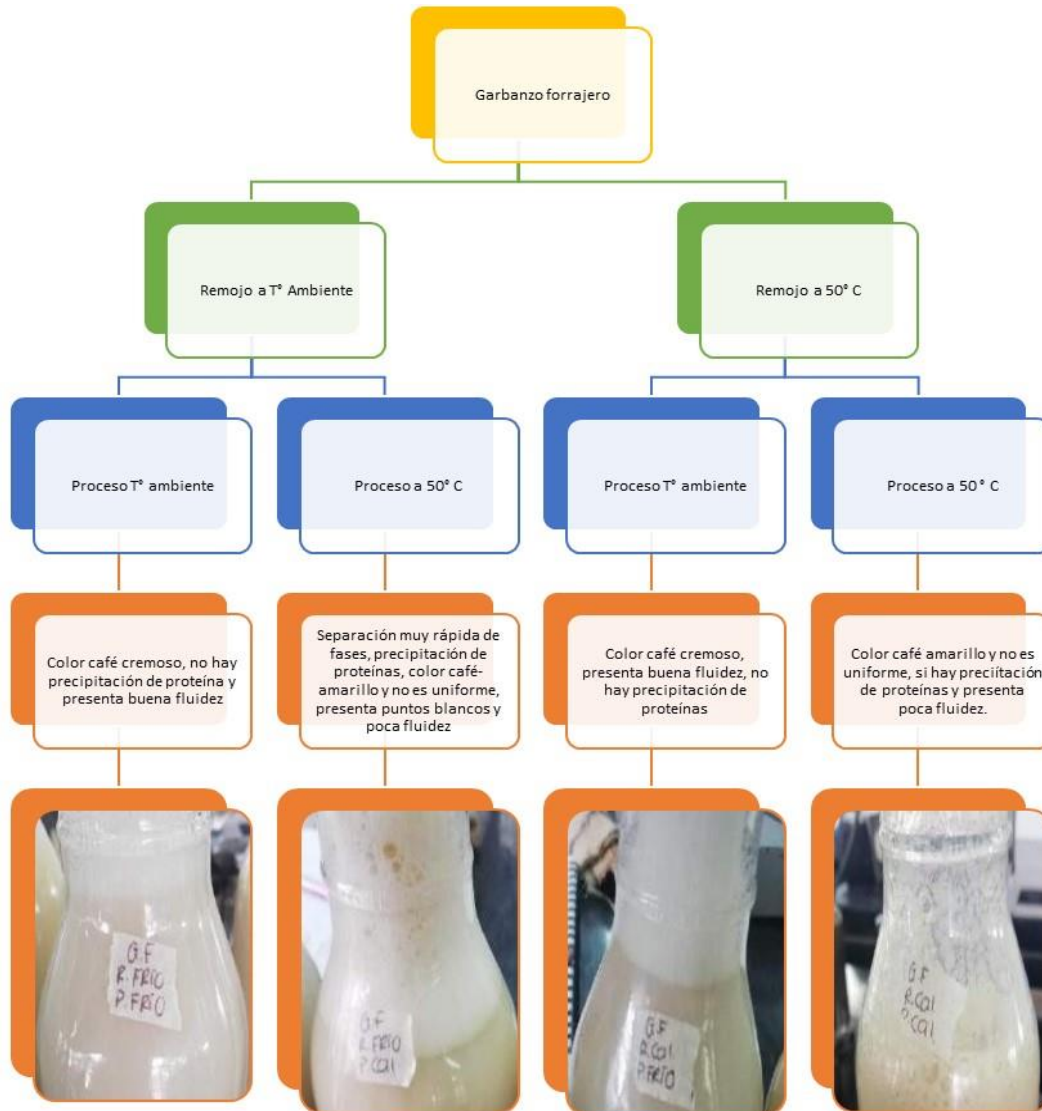 Garbanzo forrajero
Remojo a T° Ambiente
Remojo a 50° C
Proceso T° ambiente
Proceso a 50° C
Proceso T° ambiente
Proceso a 50 ° C
Color café cremoso, no hay
precipitación de proteína y
presenta buena fluidez
Separación muy rápida de
fases, precipitación de
proteínas, color café-
amarillo y no es uniforme,
presenta puntos blancos y
poca fluidez
Color café cremoso,
presenta buena fluidez, no
hay precipitación de
proteínas
Color café amarillo y no es
uniforme, si hay preciítación
de proteínas y presenta
poca fluidez.
G.F
R. FRIO
P. FRIO
G.F
R. FRIO
P. Cal
G.F
R. Cal
P. FRIO
G F
R. Cal
P. Cal